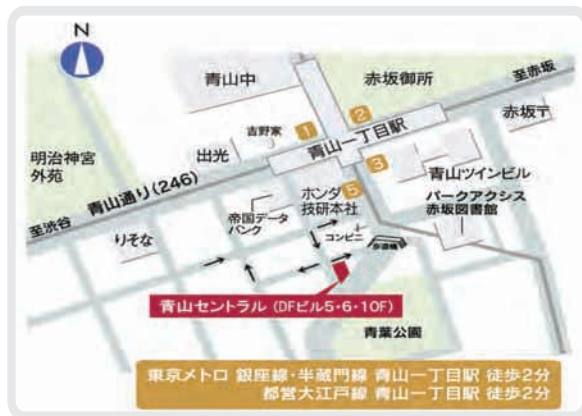 N
青山中
赤坂御所
至赤坂
赤坂〒
吉野家
1
2
3
5
出光
青山一丁目駅
明治神宮
外苑
青山通り(246)
至渋谷
青山ツインビル
パークアクシス
赤坂図書館
ホンダ
技研本社
帝国データ
バンク
りそな
コンビニ
歩道橋
青山セントラル (DFビル5・6・10F)
青葉公園
東京メトロ 銀座線・半蔵門線 青山一丁目駅 徒歩2分
都営大江戸線 青山一丁目駅 徒歩2分